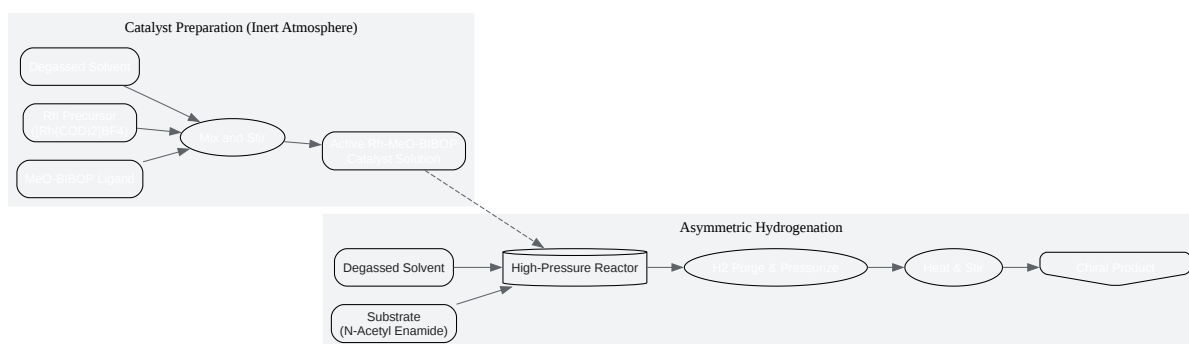 Catalyst Preparation (Inert Atmosphere)
Degassed Solvent
Rh Precursor
([Rh(COD)2]BF4)
MeO-BIBOP Ligand
Mix and Stir
Active Rh-MeO-BIBOP
Catalyst Solution
Asymmetric Hydrogenation
Degassed Solvent
Substrate
(N-Acetyl Enamide)
High-Pressure Reactor
H2 Purge & Pressurize
Heat & Stir
Chiral Product